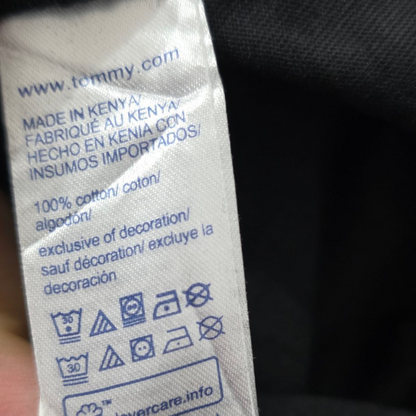 www.tommy.com
MADE IN KENYA/
FABRIQUÉ AU KENYA/
HECHO EN KENIA CON
INSUMOS IMPORTADOS/
100% cotton/ coton/
algodón/
exclusive of decoration/
sauf décoration/ excluye la
decoración
30
30
clevercare.info